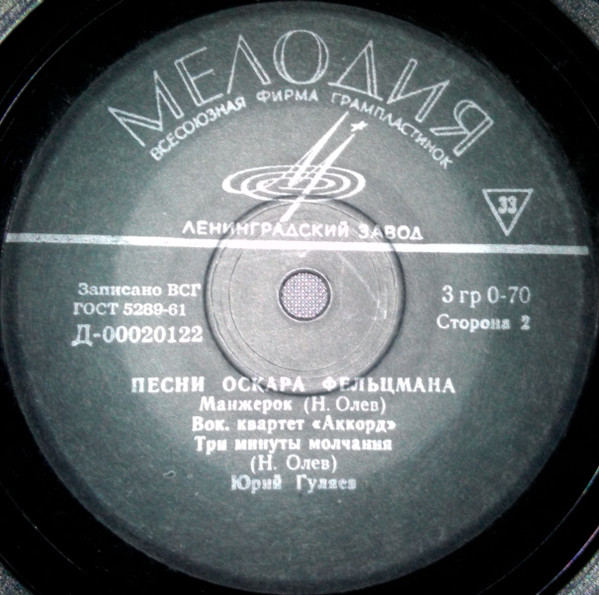 МЕЛОДИЯ
ВСЕСОЮЗНАЯ ФИРМА ГРАМПЛАСТИНОК
33
ЛЕНИНГРАДСКИЙ ЗАВОД
Записано ВСГ
ГОСТ 5289-61
Д-00020122
3 гр 0-70
Сторона 2
ПЕСНИ ОСКАРА ФЕЛЬЦМАНА
Манжерок (Н. Олев)
Вок. квартет «Аккорд»
Три минуты молчания
(Н. Олев)
Юрий Гуляев